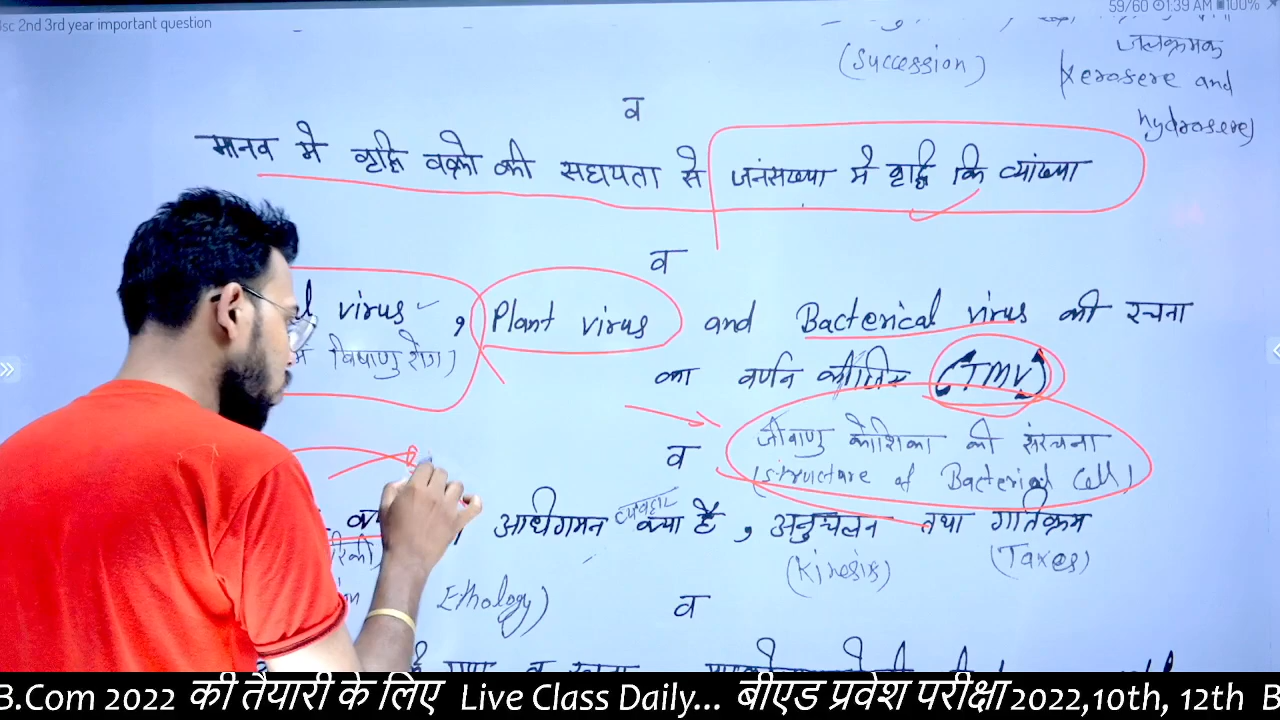 sc 2nd 3rd year important question
59/60 1:39 AM 100%
जलक्रमक
(Succession)
(xerosere and
hydrosere)
व
मानव मे वृद्धि वक्रो की सहायता से जंनसख्या मे वृद्धि कि व्यांख्या
व
virus, Plant virus and Bacterical virus की रचना
विषाणु रोग)
का वर्णन कीजिए (TMV)
जीवाणु कोशिका की संरचना
व
(structure of Bacterial Cell)
आधिगमन व्यवहार क्या है, अनुचलन तथा गतिक्रम
(Kinesis)
(Taxes)
Ethology)
व
B.Com 2022 की तैयारी के लिए Live Class Daily... बीएड प्रवेश परीक्षा 2022,10th, 12th B